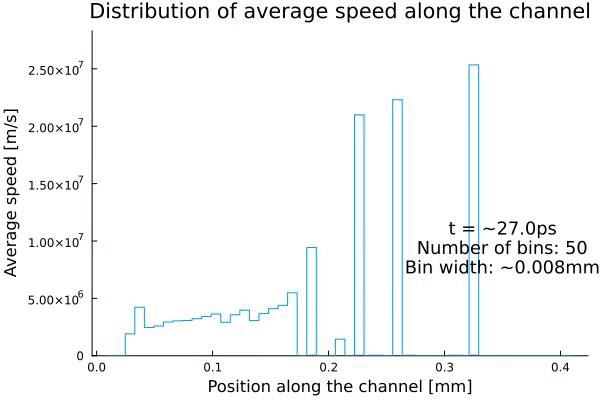 Distribution of average speed along the channel
Average speed [m/s]
2.50×10⁷
2.00×10⁷
1.50×10⁷
1.00×10⁷
5.00×10⁶
0
t = ~27.0ps
Number of bins: 50
Bin width: ~0.008mm
0.0 0.1 0.2 0.3 0.4
Position along the channel [mm]